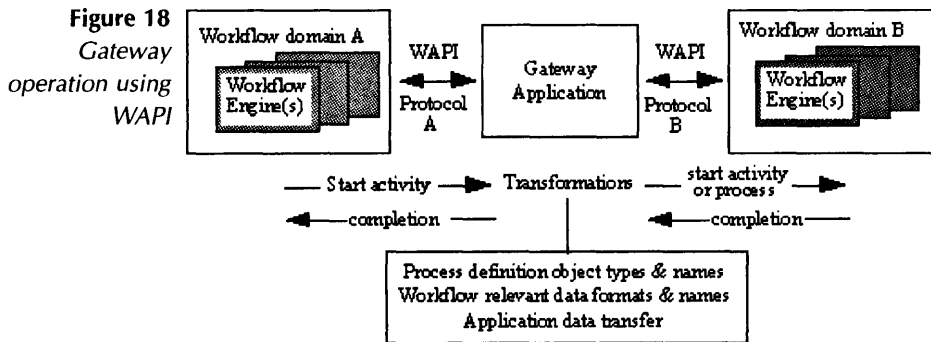 Figure 18
Gateway
operation using
WAPI
Workflow domain A
Workflow
Engine(s)
WAPI
Protocol
A
Gateway
Application
WAPI
Protocol
B
Workflow domain B
Workflow
Engine(s)
Start activity
Transformations
start activity
or process
completion
completion
Process definition object types & names
Workflow relevant data formats & names
Application data transfer